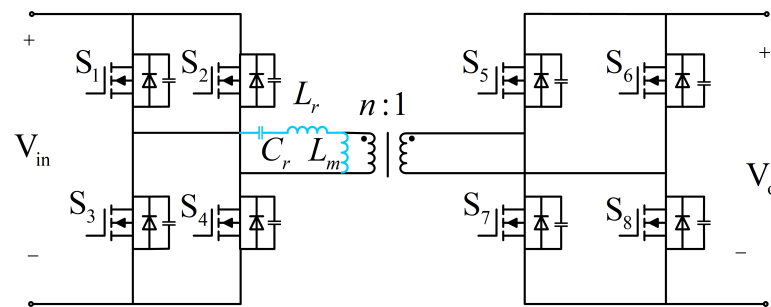 +
S1 S2
Lr
n:1
S5 S6
+
Vin
Cr Lm
S3 S4
S7 S8
−
−